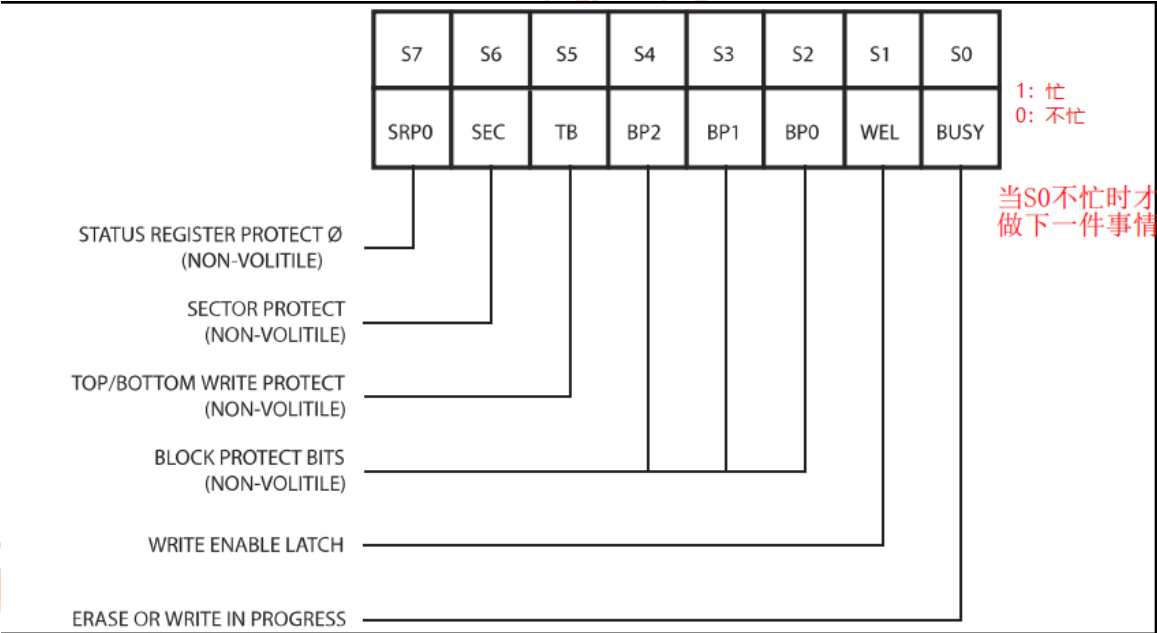 S7 S6 S5 S4 S3 S2 S1 S0
SRP0 SEC TB BP2 BP1 BP0 WEL BUSY
1: 忙
0: 不忙
当S0不忙时才
做下一件事情
STATUS REGISTER PROTECT Ø
(NON-VOLITILE)
SECTOR PROTECT
(NON-VOLITILE)
TOP/BOTTOM WRITE PROTECT
(NON-VOLITILE)
BLOCK PROTECT BITS
(NON-VOLITILE)
WRITE ENABLE LATCH
ERASE OR WRITE IN PROGRESS